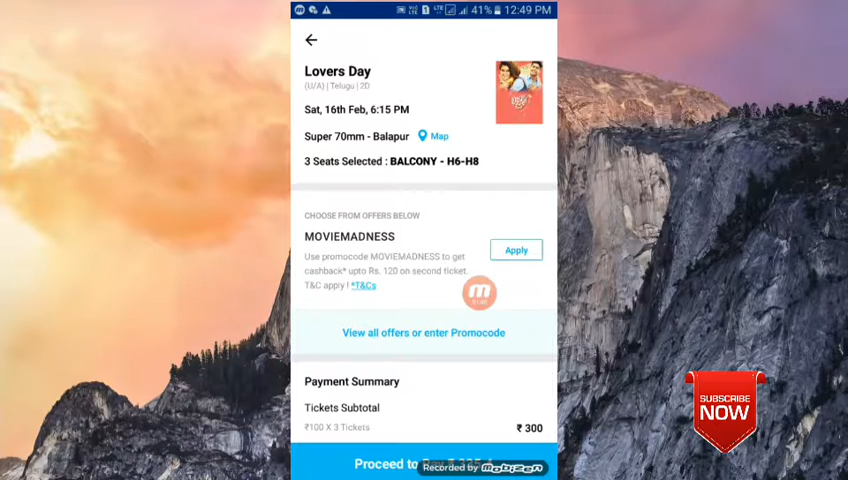 41% 12:49 PM
Lovers Day
(U/A) | Telugu | 2D
Sat, 16th Feb, 6:15 PM
Super 70mm - Balapur Map
3 Seats Selected : BALCONY - H6-H8
CHOOSE FROM OFFERS BELOW
MOVIEMADNESS
Apply
Use promocode MOVIEMADNESS to get
cashback* upto Rs. 120 on second ticket.
T&C apply ! *T&Cs
View all offers or enter Promocode
Payment Summary
Tickets Subtotal
₹100 X 3 Tickets ₹ 300
Proceed to
Recorded by mobizen
SUBSCRIBE
NOW